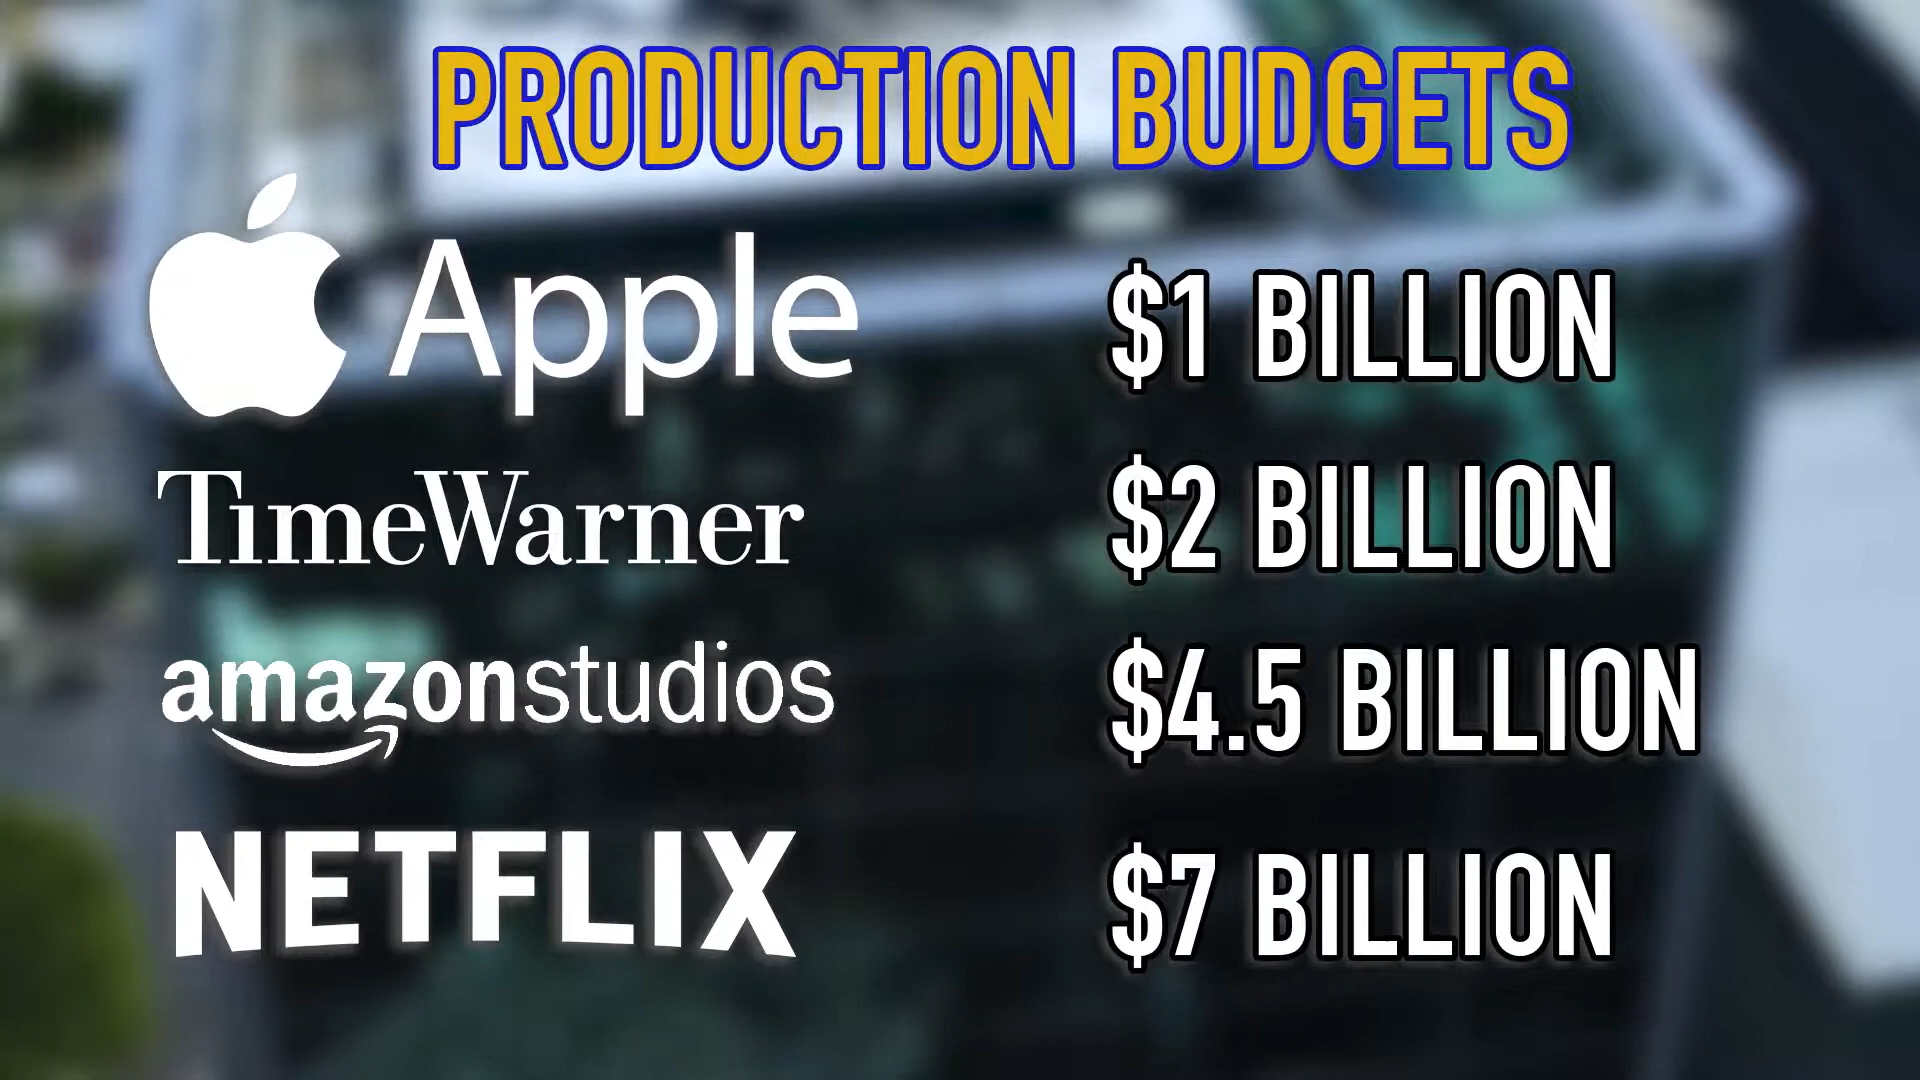 PRODUCTION BUDGETS
Apple $1 BILLION
TimeWarner $2 BILLION
amazonstudios $4.5 BILLION
NETFLIX $7 BILLION